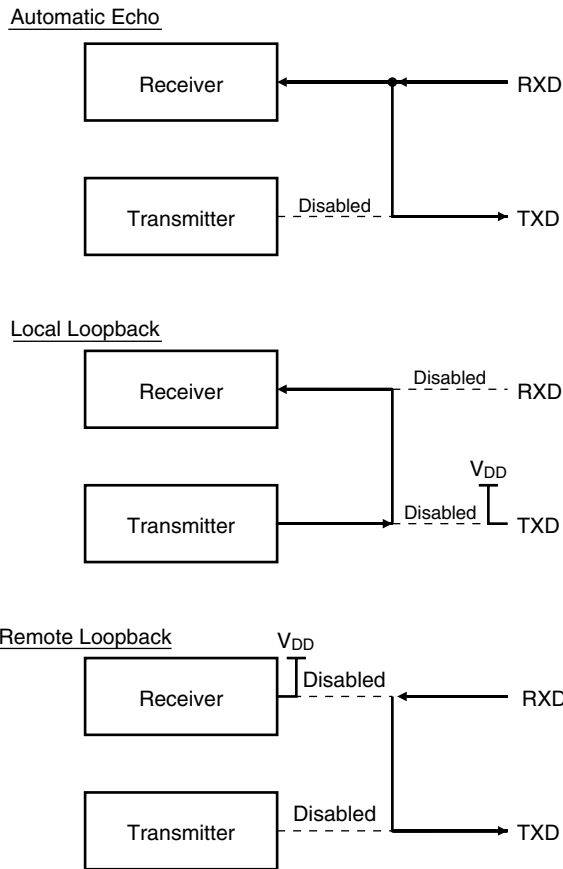 Automatic Echo
Receiver
RXD
Transmitter
Disabled
TXD
Local Loopback
Receiver
Disabled
RXD
VDD
Transmitter
Disabled
TXD
Remote Loopback
VDD
Receiver
Disabled
RXD
Transmitter
Disabled
TXD